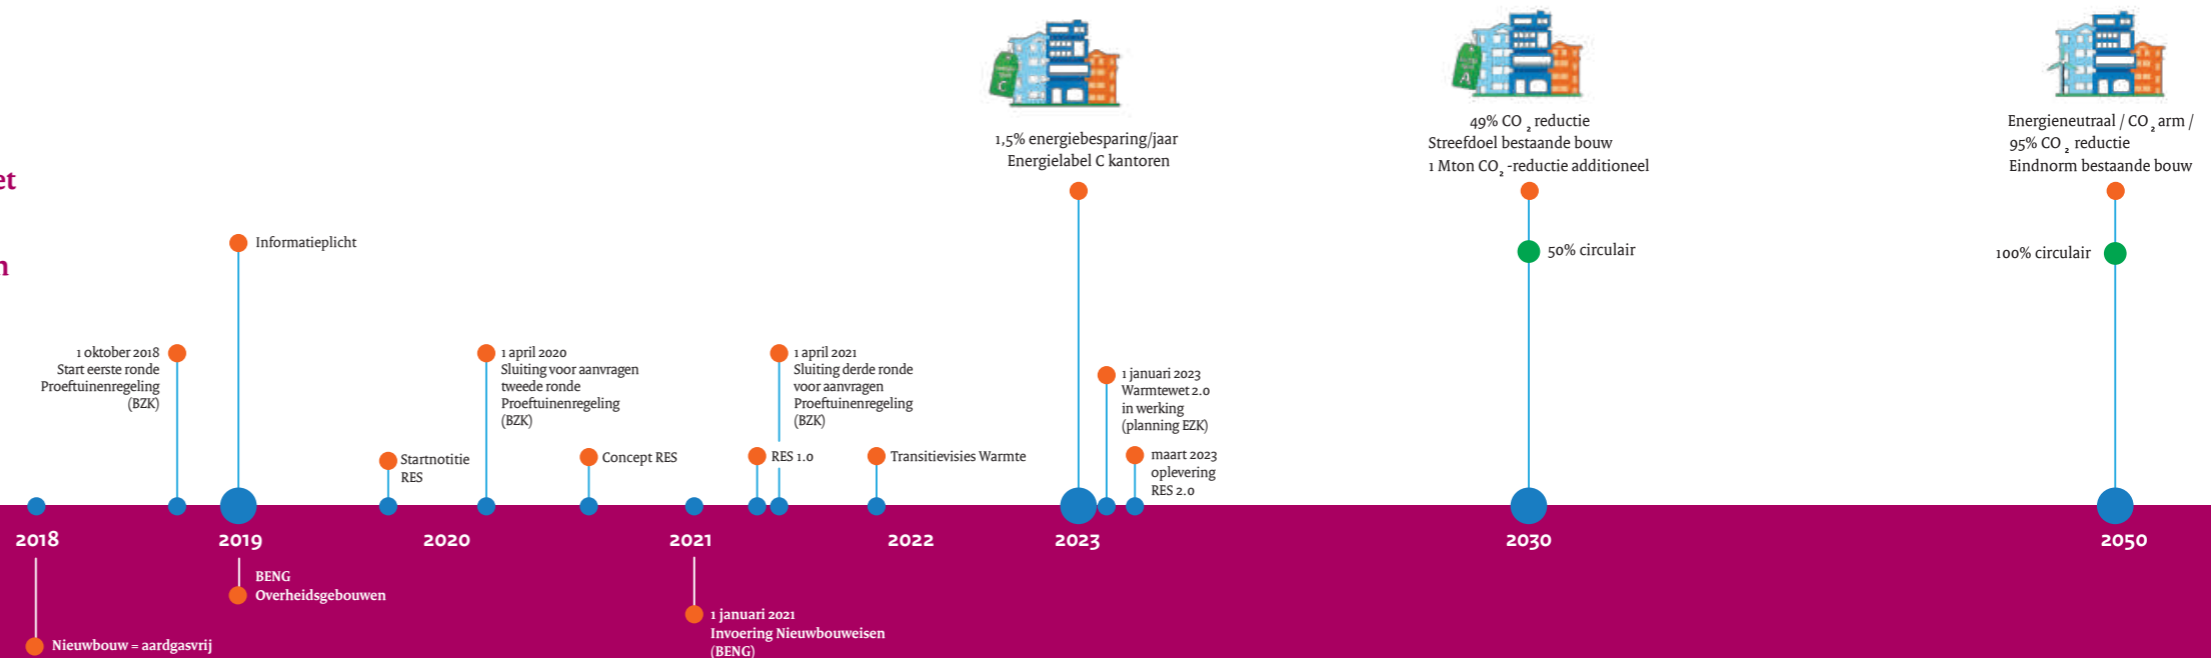 et
n
1,5% energiebesparing/jaar
Energielabel C kantoren
49% CO₂ reductie
Streefdoel bestaande bouw
1 Mton CO₂-reductie additioneel
Energieneutraal / CO₂ arm /
95% CO₂ reductie
Eindnorm bestaande bouw
Informatieplicht
50% circulair
100% circulair
1 oktober 2018
Start eerste ronde
Proeftuinenregeling
(BZK)
1 april 2020
Sluiting voor aanvragen
tweede ronde
Proeftuinenregeling
(BZK)
1 april 2021
Sluiting derde ronde
voor aanvragen
Proeftuinenregeling
(BZK)
1 januari 2023
Warmtewet 2.0
in werking
(planning EZK)
Startnotitie
RES
Concept RES
RES 1.0
Transitievisies Warmte
maart 2023
oplevering
RES 2.0
2018
2019
2020
2021
2022
2023
2030
2050
BENG
Overheidsgebouwen
1 januari 2021
Invoering Nieuwbouweisen
(BENG)
Nieuwbouw = aardgasvrij
C
A